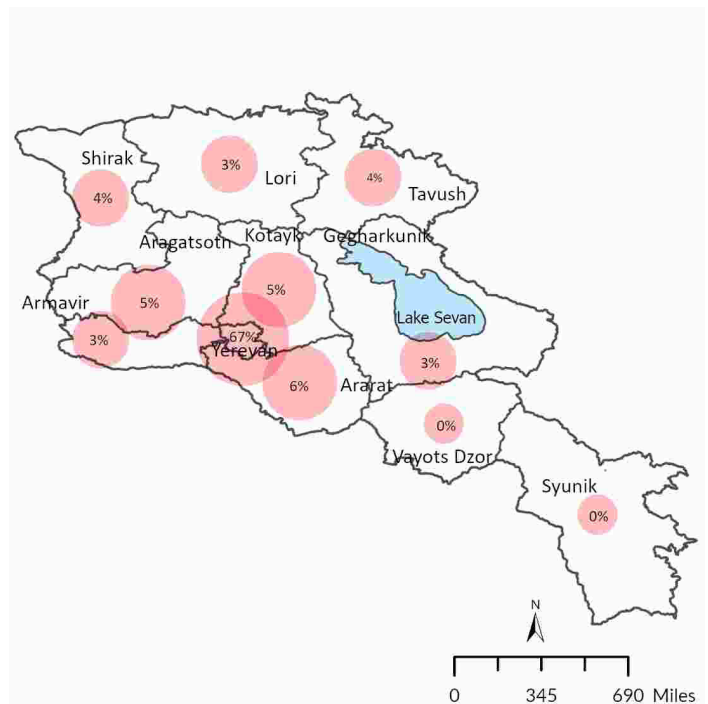 Shirak
4%
3%
Lori
4%
Tavush
Aragatsotn
Kotayk
Gegharkunik
Armavir
5%
5%
Lake Sevan
3%
67%
Yerevan
3%
6%
Ararat
0%
Vayots Dzor
Syunik
0%
N
0 345 690 Miles